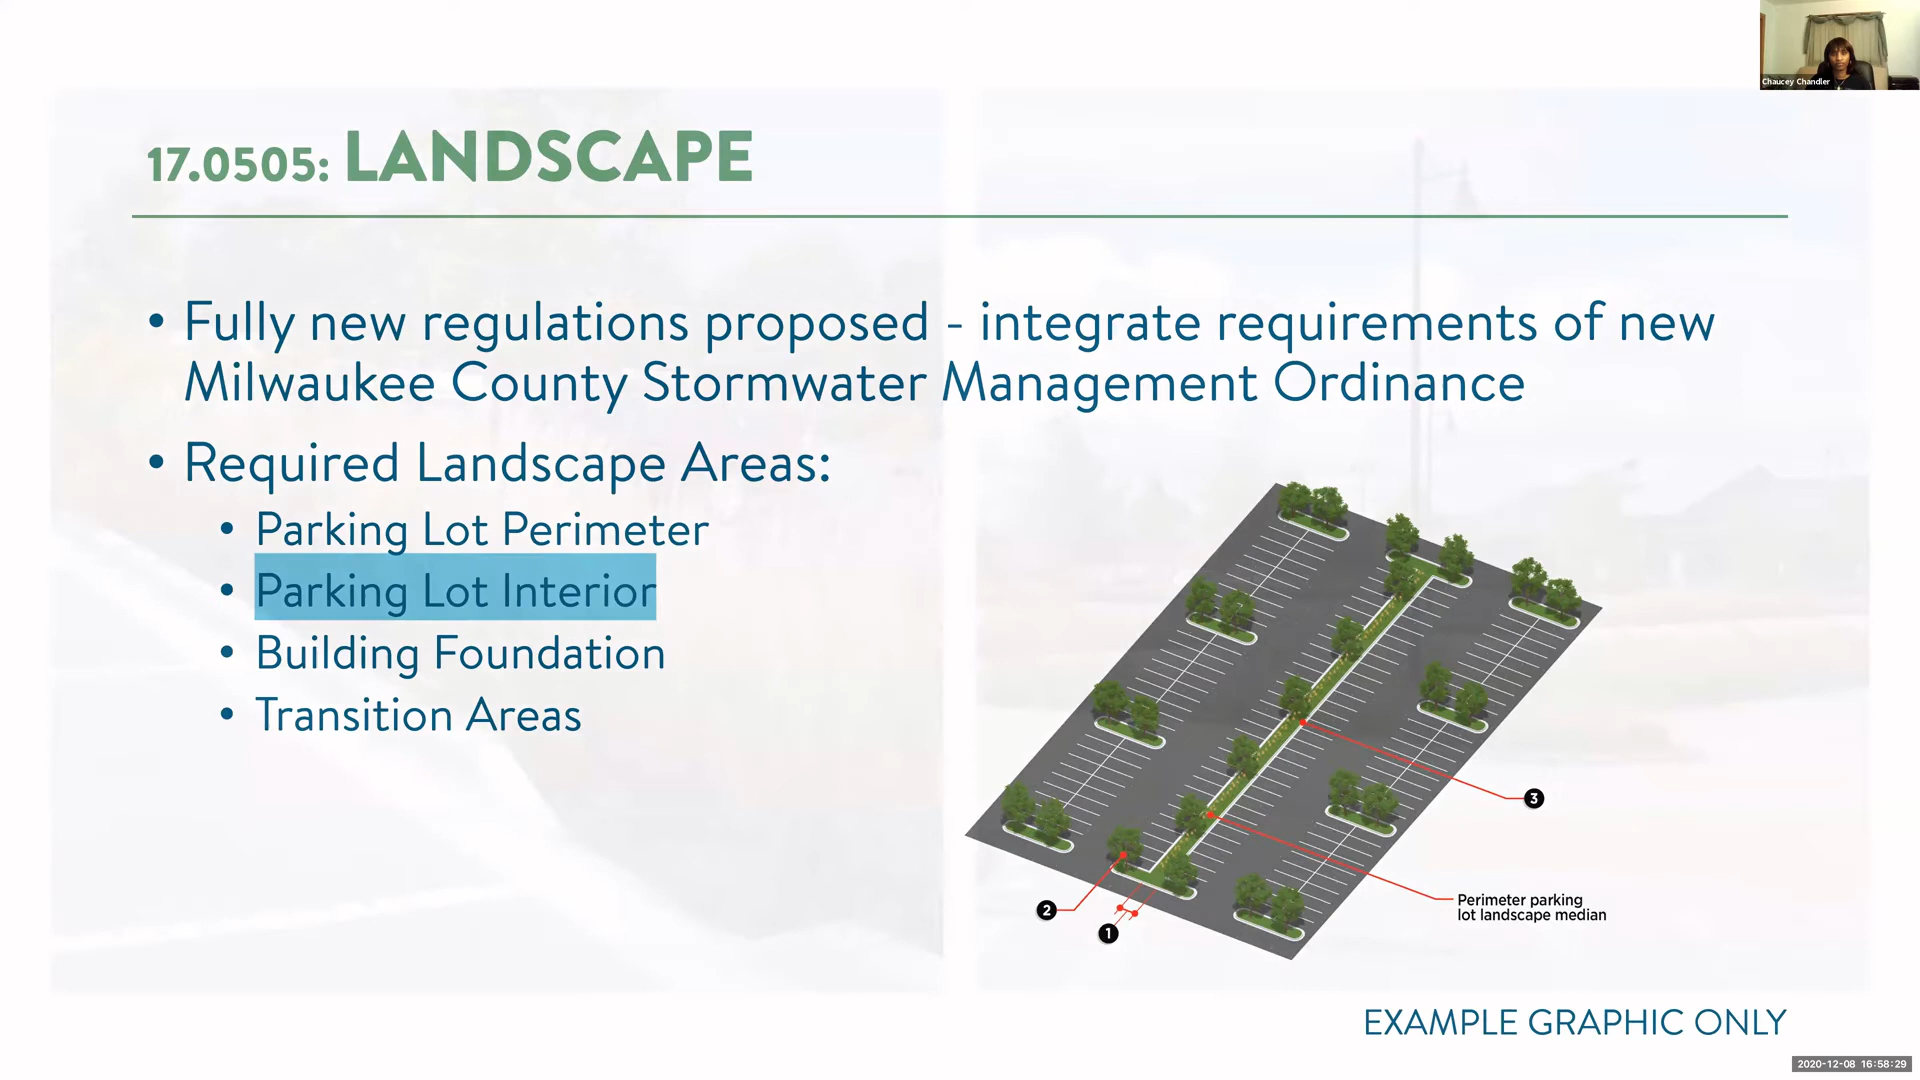 Chaucey Chandler
17.0505: LANDSCAPE
• Fully new regulations proposed - integrate requirements of new
Milwaukee County Stormwater Management Ordinance
• Required Landscape Areas:
• Parking Lot Perimeter
• Parking Lot Interior
• Building Foundation
• Transition Areas
3
Perimeter parking
lot landscape median
2
1
EXAMPLE GRAPHIC ONLY
2020-12-08 16:58:29